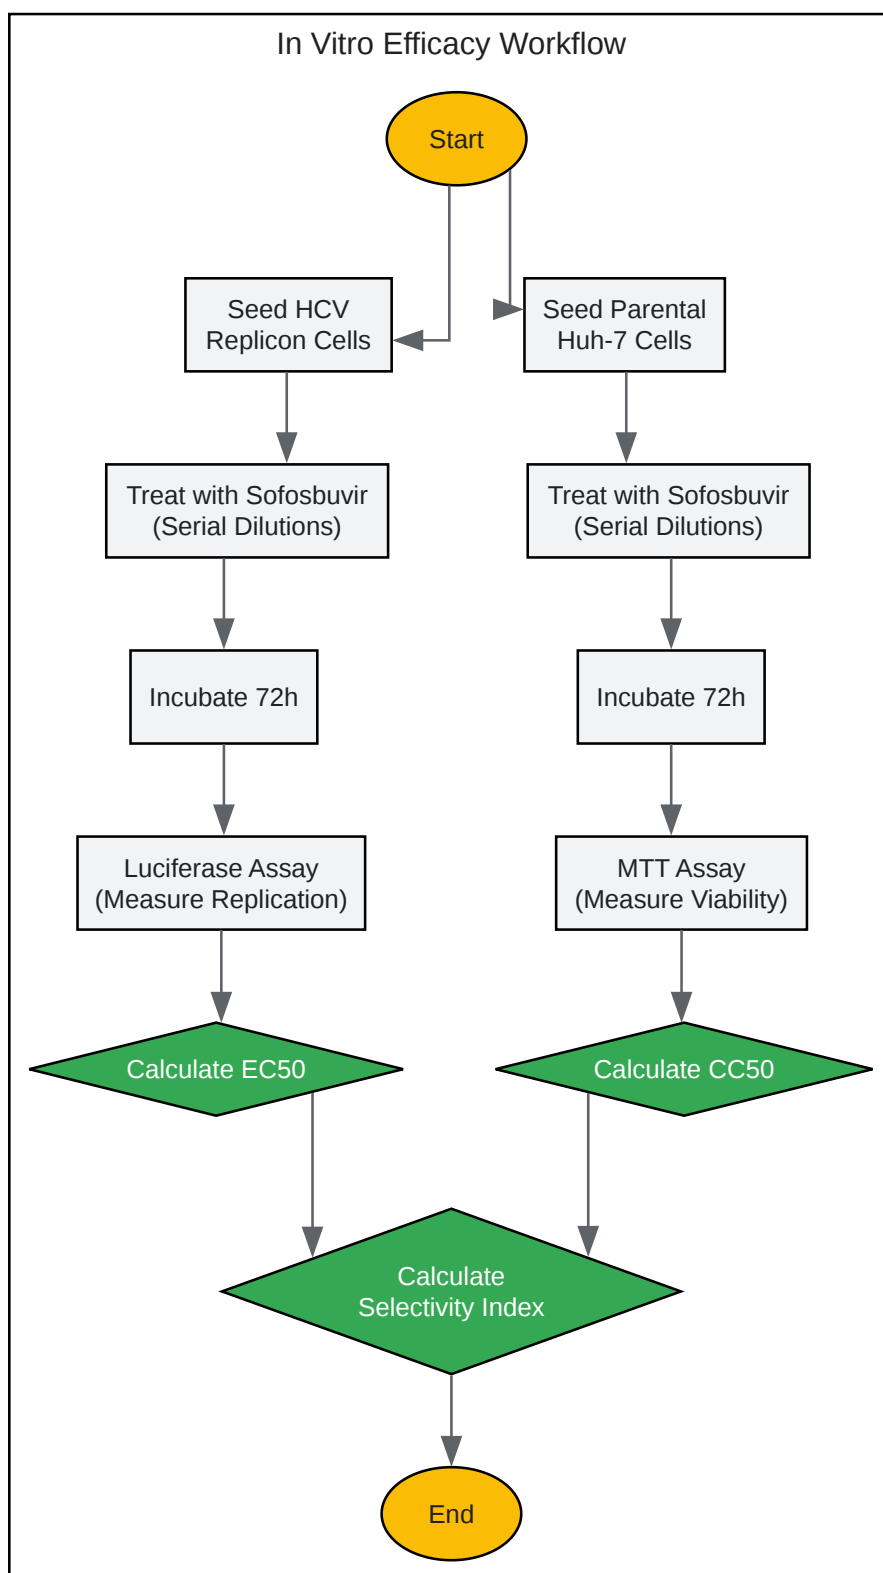 In Vitro Efficacy Workflow
Start
Seed HCV
Replicon Cells
Seed Parental
Huh-7 Cells
Treat with Sofosbuvir
(Serial Dilutions)
Treat with Sofosbuvir
(Serial Dilutions)
Incubate 72h
Incubate 72h
Luciferase Assay
(Measure Replication)
MTT Assay
(Measure Viability)
Calculate EC50
Calculate CC50
Calculate
Selectivity Index
End